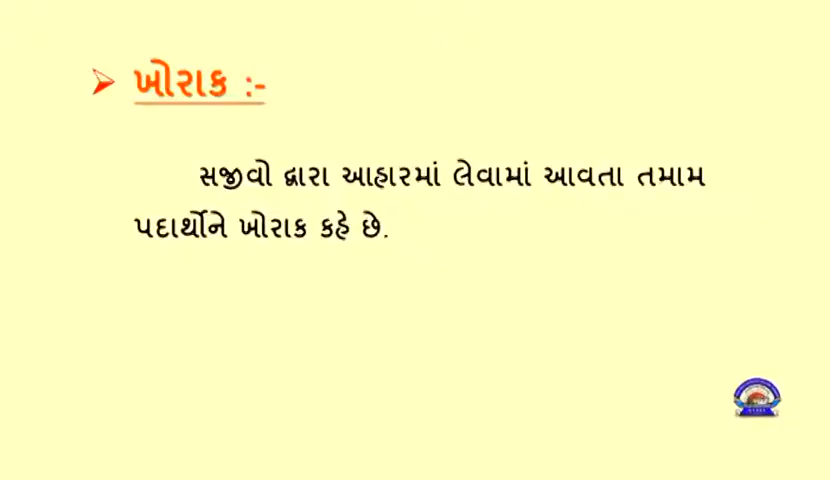 ➢ ખોરાક :-
સજીવો દ્વારા આહારમાં લેવામાં આવતા તમામ
પદાર્થોને ખોરાક કહે છે.